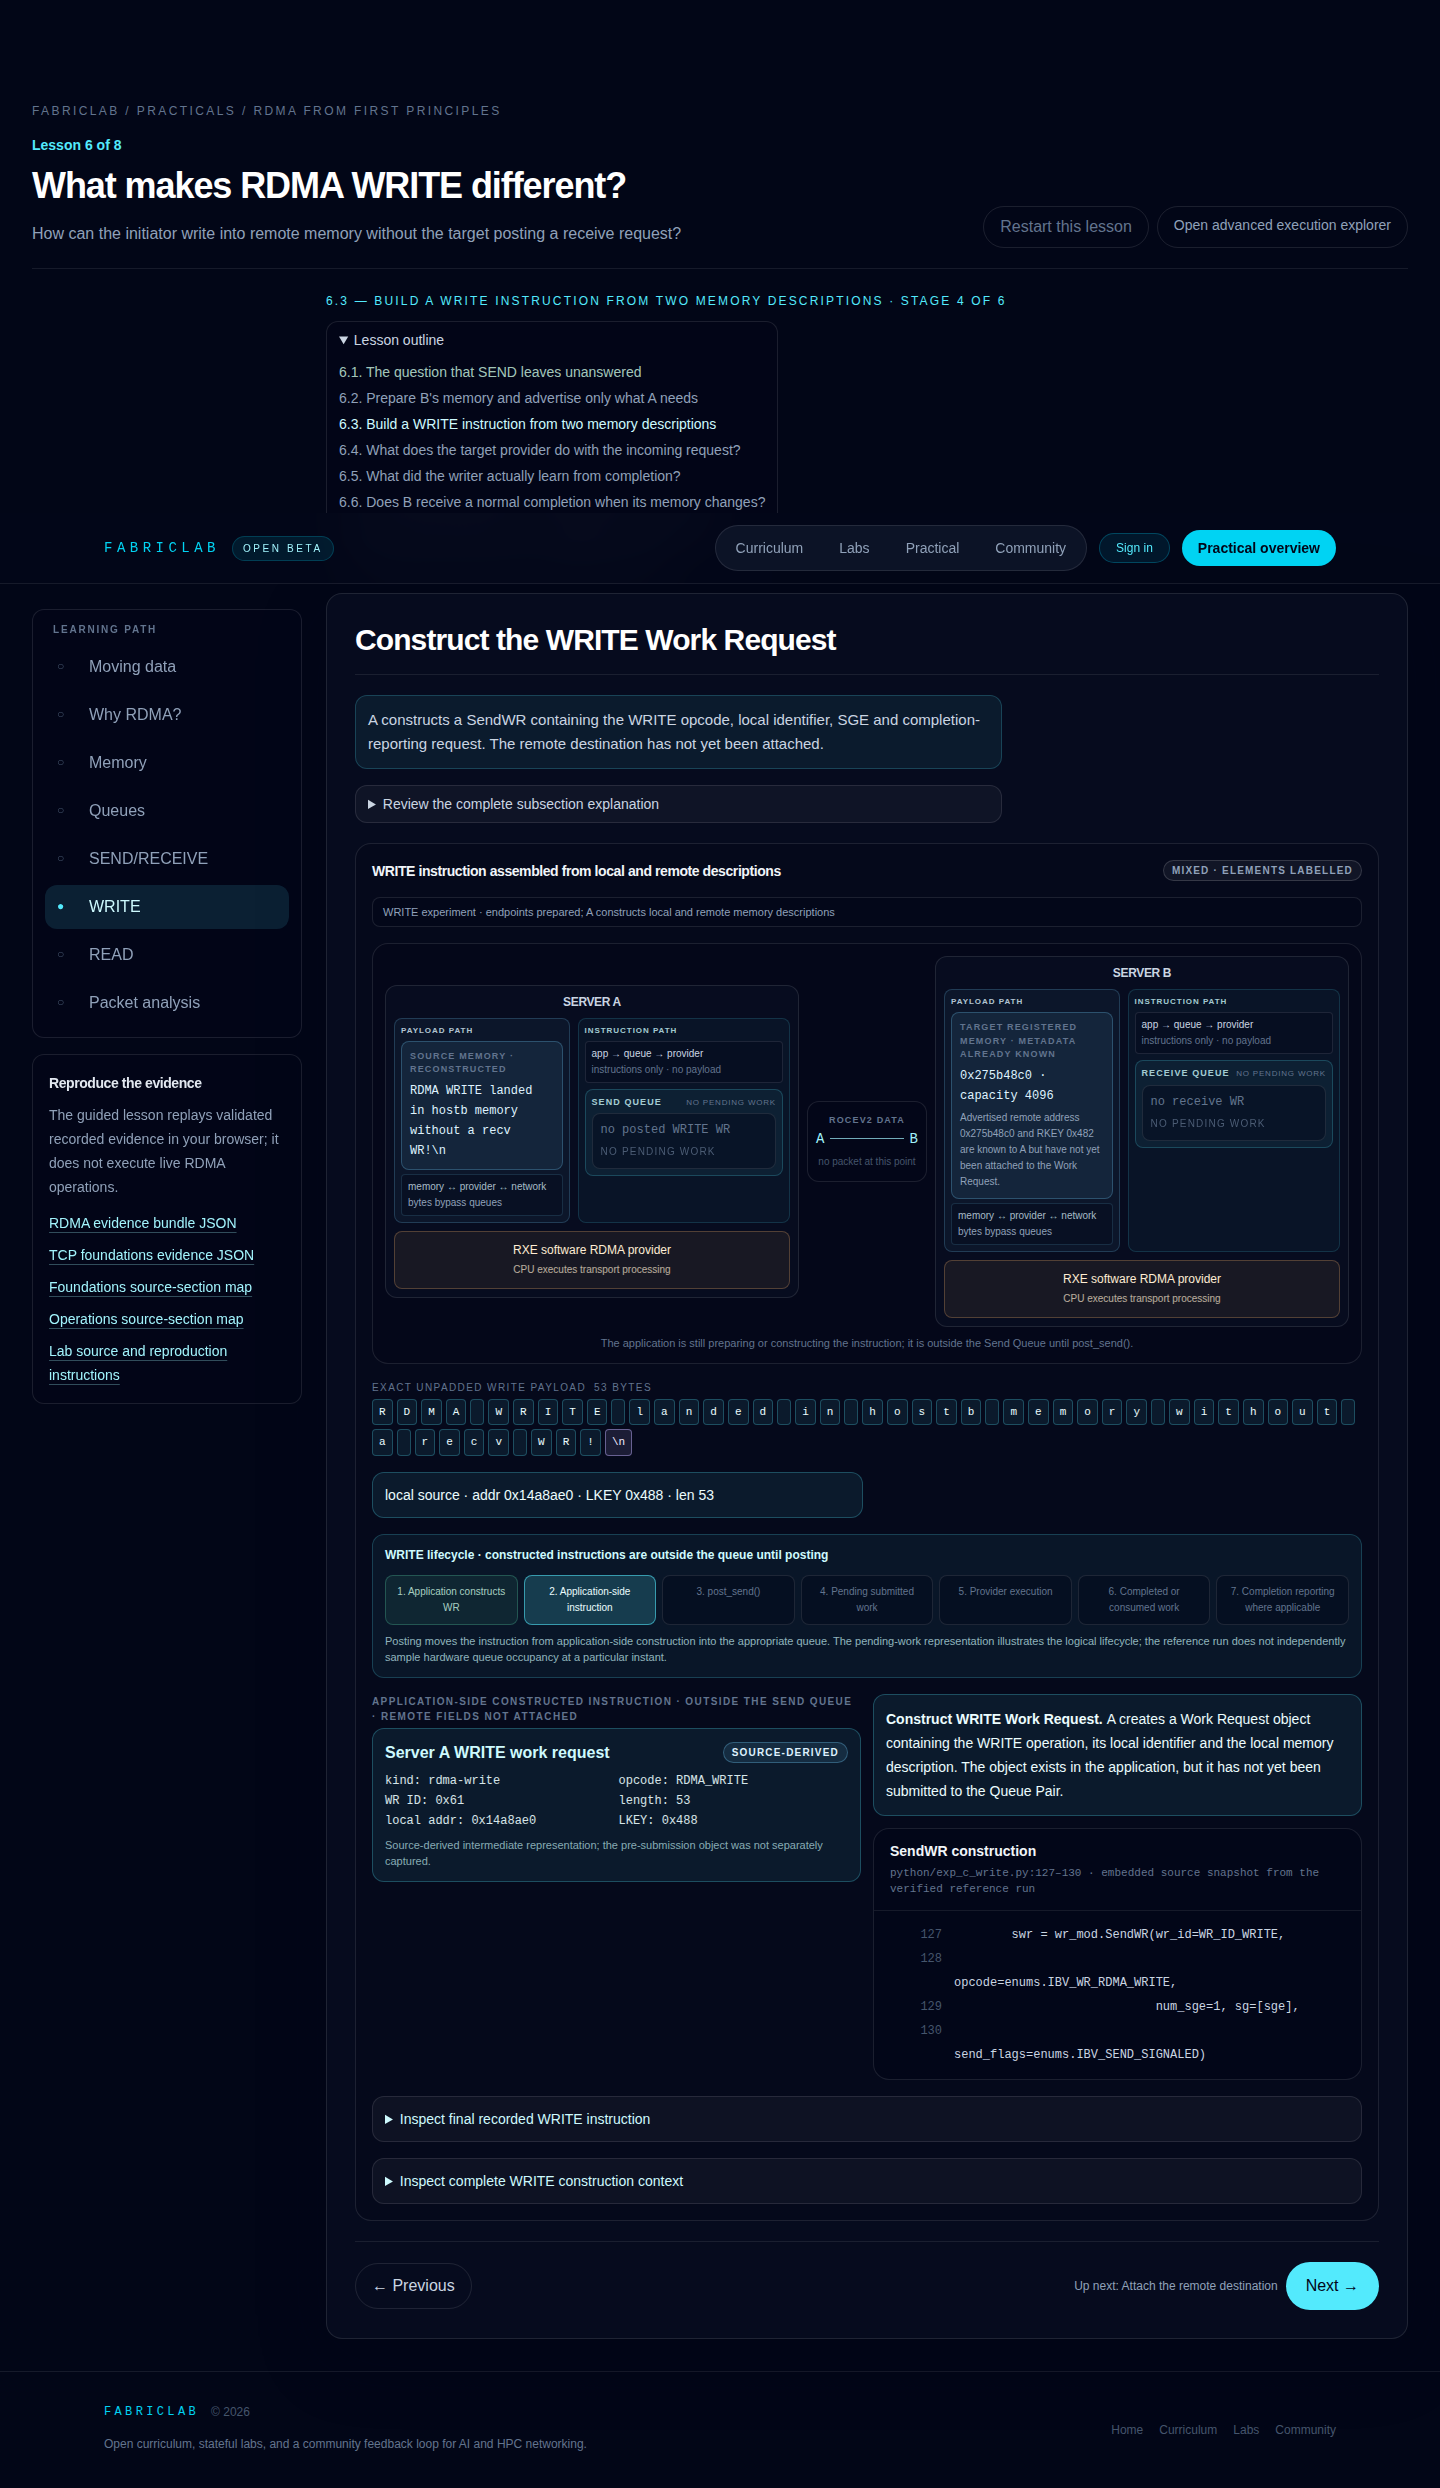 FABRICLAB / PRACTICALS / RDMA FROM FIRST PRINCIPLES
Lesson 6 of 8
What makes RDMA WRITE different?
How can the initiator write into remote memory without the target posting a receive request?
Restart this lesson
Open advanced execution explorer
6.3 — BUILD A WRITE INSTRUCTION FROM TWO MEMORY DESCRIPTIONS · STAGE 4 OF 6
▼ Lesson outline
6.1. The question that SEND leaves unanswered
6.2. Prepare B's memory and advertise only what A needs
6.3. Build a WRITE instruction from two memory descriptions
6.4. What does the target provider do with the incoming request?
6.5. What did the writer actually learn from completion?
6.6. Does B receive a normal completion when its memory changes?
FABRICLAB
OPEN BETA
Curriculum
Labs
Practical
Community
Sign in
Practical overview
LEARNING PATH
○ Moving data
○ Why RDMA?
○ Memory
○ Queues
○ SEND/RECEIVE
● WRITE
○ READ
○ Packet analysis
Reproduce the evidence
The guided lesson replays validated
recorded evidence in your browser; it
does not execute live RDMA
operations.
RDMA evidence bundle JSON
TCP foundations evidence JSON
Foundations source-section map
Operations source-section map
Lab source and reproduction
instructions
Construct the WRITE Work Request
A constructs a SendWR containing the WRITE opcode, local identifier, SGE and completion-
reporting request. The remote destination has not yet been attached.
▶ Review the complete subsection explanation
WRITE instruction assembled from local and remote descriptions
MIXED · ELEMENTS LABELLED
WRITE experiment · endpoints prepared; A constructs local and remote memory descriptions
SERVER A
PAYLOAD PATH
SOURCE MEMORY ·
RECONSTRUCTED
RDMA WRITE landed
in hostb memory
without a recv
WR!\n
memory ↔ provider ↔ network
bytes bypass queues
INSTRUCTION PATH
app → queue → provider
instructions only · no payload
SEND QUEUE
NO PENDING WORK
no posted WRITE WR
NO PENDING WORK
RXE software RDMA provider
CPU executes transport processing
ROCEV2 DATA
A B
no packet at this point
SERVER B
PAYLOAD PATH
TARGET REGISTERED
MEMORY · METADATA
ALREADY KNOWN
0x275b48c0 ·
capacity 4096
Advertised remote address
0x275b48c0 and RKEY 0x482
are known to A but have not yet
been attached to the Work
Request.
memory ↔ provider ↔ network
bytes bypass queues
INSTRUCTION PATH
app → queue → provider
instructions only · no payload
RECEIVE QUEUE
NO PENDING WORK
no receive WR
NO PENDING WORK
RXE software RDMA provider
CPU executes transport processing
The application is still preparing or constructing the instruction; it is outside the Send Queue until post_send().
EXACT UNPADDED WRITE PAYLOAD 53 BYTES
R D M A W R I T E l a n d e d i n h o s t b m e m o r y w i t h o u t
a r e c v W R ! \n
local source · addr 0x14a8ae0 · LKEY 0x488 · len 53
WRITE lifecycle · constructed instructions are outside the queue until posting
1. Application constructs
WR
2. Application-side
instruction
3. post_send()
4. Pending submitted
work
5. Provider execution
6. Completed or
consumed work
7. Completion reporting
where applicable
Posting moves the instruction from application-side construction into the appropriate queue. The pending-work representation illustrates the logical lifecycle; the reference run does not independently
sample hardware queue occupancy at a particular instant.
APPLICATION-SIDE CONSTRUCTED INSTRUCTION · OUTSIDE THE SEND QUEUE
· REMOTE FIELDS NOT ATTACHED
Server A WRITE work request
SOURCE-DERIVED
kind: rdma-write
opcode: RDMA_WRITE
WR ID: 0x61
length: 53
local addr: 0x14a8ae0
LKEY: 0x488
Source-derived intermediate representation; the pre-submission object was not separately
captured.
Construct WRITE Work Request. A creates a Work Request object
containing the WRITE operation, its local identifier and the local memory
description. The object exists in the application, but it has not yet been
submitted to the Queue Pair.
SendWR construction
python/exp_c_write.py:127–130 · embedded source snapshot from the
verified reference run
127 swr = wr_mod.SendWR(wr_id=WR_ID_WRITE,
128
opcode=enums.IBV_WR_RDMA_WRITE,
129 num_sge=1, sg=[sge],
130
send_flags=enums.IBV_SEND_SIGNALED)
▶ Inspect final recorded WRITE instruction
▶ Inspect complete WRITE construction context
← Previous
Up next: Attach the remote destination
Next →
FABRICLAB © 2026
Open curriculum, stateful labs, and a community feedback loop for AI and HPC networking.
Home
Curriculum
Labs
Community